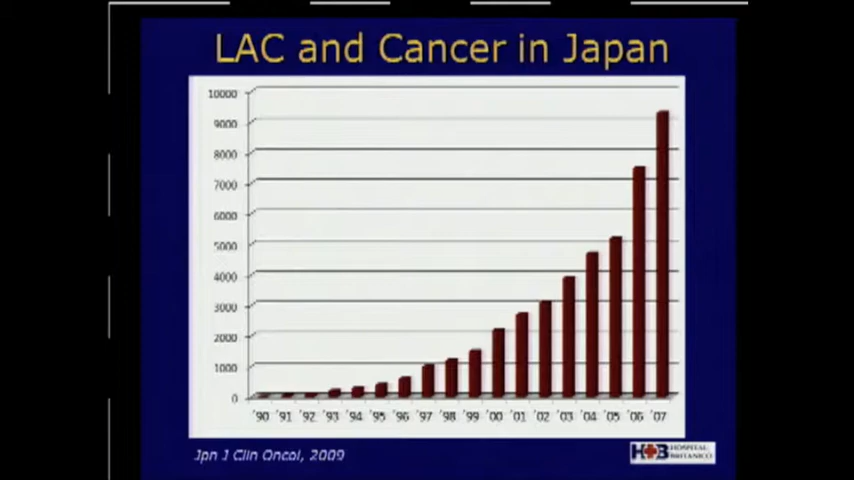 LAC and Cancer in Japan
10000
9000
8000
7000
6000
5000
4000
3000
2000
1000
0
'90 '91 '92 '93 '94 '95 '96 '97 '98 '99 '00 '01 '02 '03 '04 '05 '06 '07
Jpn J Clin Oncol, 2009
HB HOSPITAL
BRITANICO